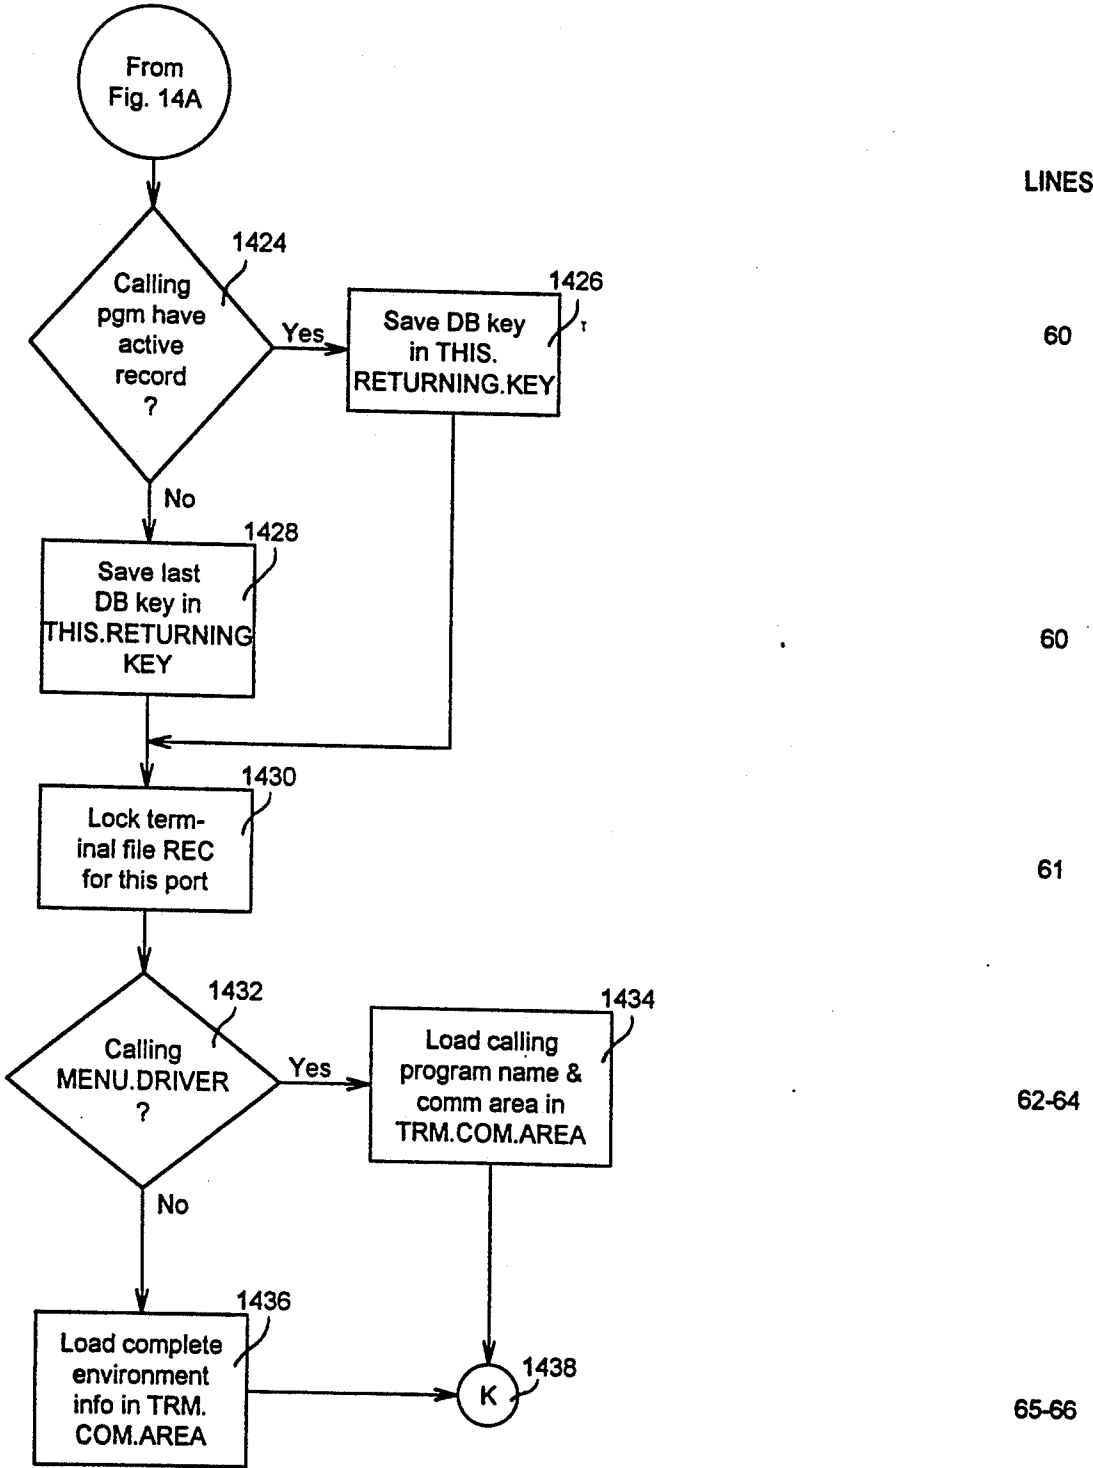 From
Fig. 14A
LINES
1424
Calling
pgm have
active
record
?
Yes
1426
Save DB key
in THIS.
RETURNING.KEY
60
No
1428
Save last
DB key in
THIS.RETURNING
KEY
60
1430
Lock term-
inal file REC
for this port
61
1432
Calling
MENU.DRIVER
?
Yes
1434
Load calling
program name &
comm area in
TRM.COM.AREA
62-64
No
1436
Load complete
environment
info in TRM.
COM.AREA
K
1438
65-66